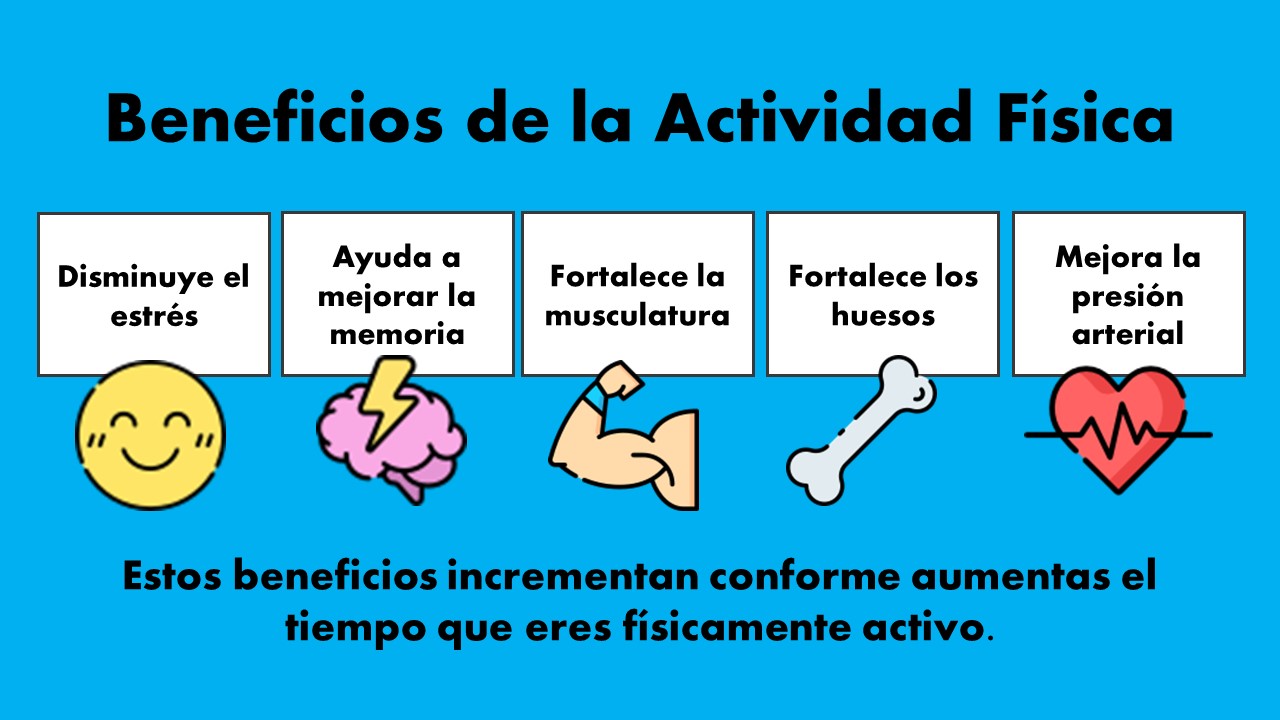 Beneficios de la Actividad Física
Disminuye el
estrés
Ayuda a
mejorar la
memoria
Fortalece la
musculatura
Fortalece los
huesos
Mejora la
presión
arterial
Estos beneficios incrementan conforme aumentas el
tiempo que eres físicamente activo.